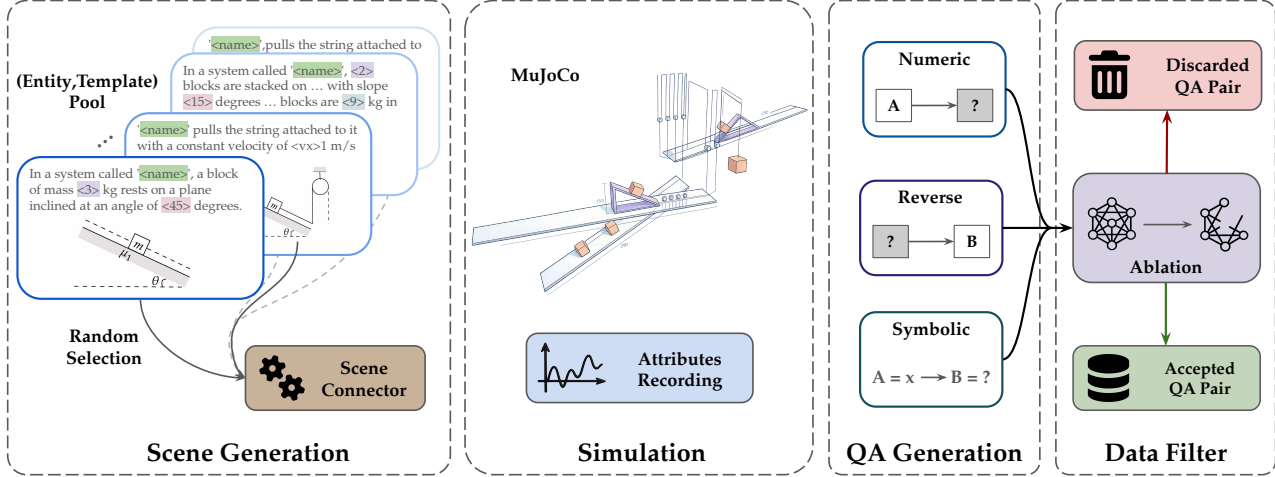 (Entity,Template)
Pool
'<name>',pulls the string attached to
In a system called '<name>', <2>
blocks are stacked on ... with slope
<15> degrees ... blocks are <9> kg in
'<name>' pulls the string attached to it
with a constant velocity of <vx>1 m/s
m
θ
In a system called '<name>', a block
of mass <3> kg rests on a plane
inclined at an angle of <45> degrees.
m
μ1
θ
Random
Selection
Scene
Connector
Scene Generation
MuJoCo
Attributes
Recording
Simulation
Numeric
A
?
Reverse
?
B
Symbolic
A = x → B = ?
QA Generation
Discarded
QA Pair
Ablation
Accepted
QA Pair
Data Filter